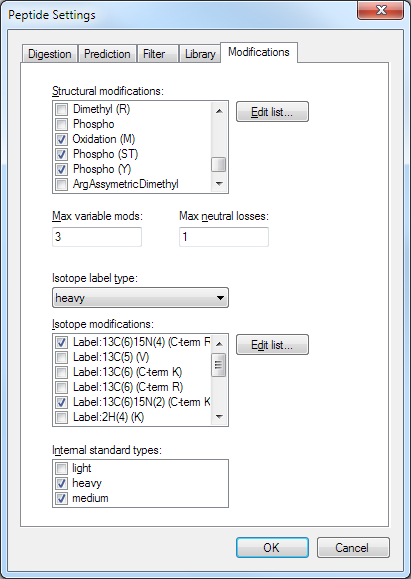 Peptide Settings
Digestion Prediction Filter Library Modifications
Structural modifications:
Dimethyl (R)
Phospho
Oxidation (M)
Phospho (ST)
Phospho (Y)
ArgAssymetricDimethyl
Edit list...
Max variable mods:
Max neutral losses:
3
1
Isotope label type:
heavy
Isotope modifications:
Label:13C(6)15N(4) (C-term R
Label:13C(5) (V)
Label:13C(6) (C-term K)
Label:13C(6) (C-term R)
Label:13C(6)15N(2) (C-term K
Label:2H(4) (K)
Edit list...
Internal standard types:
light
heavy
medium
OK
Cancel